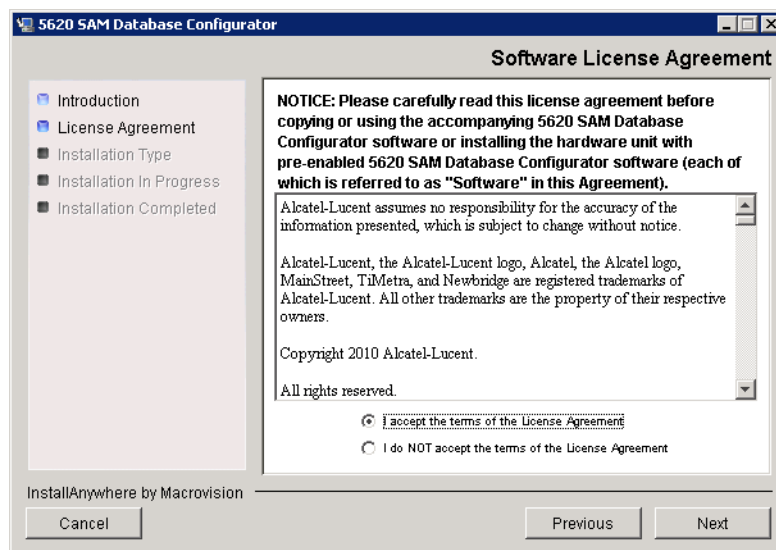 5620 SAM Database Configurator
Software License Agreement
Introduction
License Agreement
Installation Type
Installation In Progress
Installation Completed
NOTICE: Please carefully read this license agreement before
copying or using the accompanying 5620 SAM Database
Configurator software or installing the hardware unit with
pre-enabled 5620 SAM Database Configurator software (each of
which is referred to as "Software" in this Agreement).
Alcatel-Lucent assumes no responsibility for the accuracy of the
information presented, which is subject to change without notice.
Alcatel-Lucent, the Alcatel-Lucent logo, Alcatel, the Alcatel logo,
MainStreet, TiMetra, and Newbridge are registered trademarks of
Alcatel-Lucent. All other trademarks are the property of their respective
owners.
Copyright 2010 Alcatel-Lucent.
All rights reserved.
I accept the terms of the License Agreement
I do NOT accept the terms of the License Agreement
InstallAnywhere by Macrovision
Cancel
Previous
Next